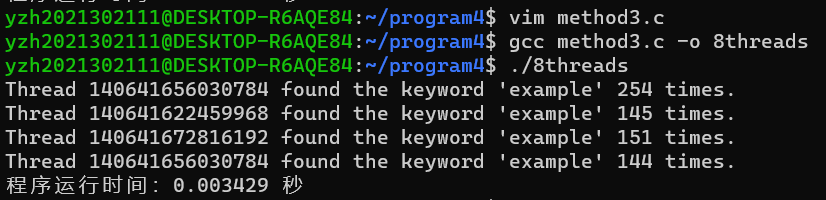 yzh2021302111@DESKTOP-R6AQE84:~/program4$ vim method3.c
yzh2021302111@DESKTOP-R6AQE84:~/program4$ gcc method3.c -o 8threads
yzh2021302111@DESKTOP-R6AQE84:~/program4$ ./8threads
Thread 140641656030784 found the keyword 'example' 254 times.
Thread 140641622459968 found the keyword 'example' 145 times.
Thread 140641672816192 found the keyword 'example' 151 times.
Thread 140641656030784 found the keyword 'example' 144 times.
程序运行时间：0.003429 秒